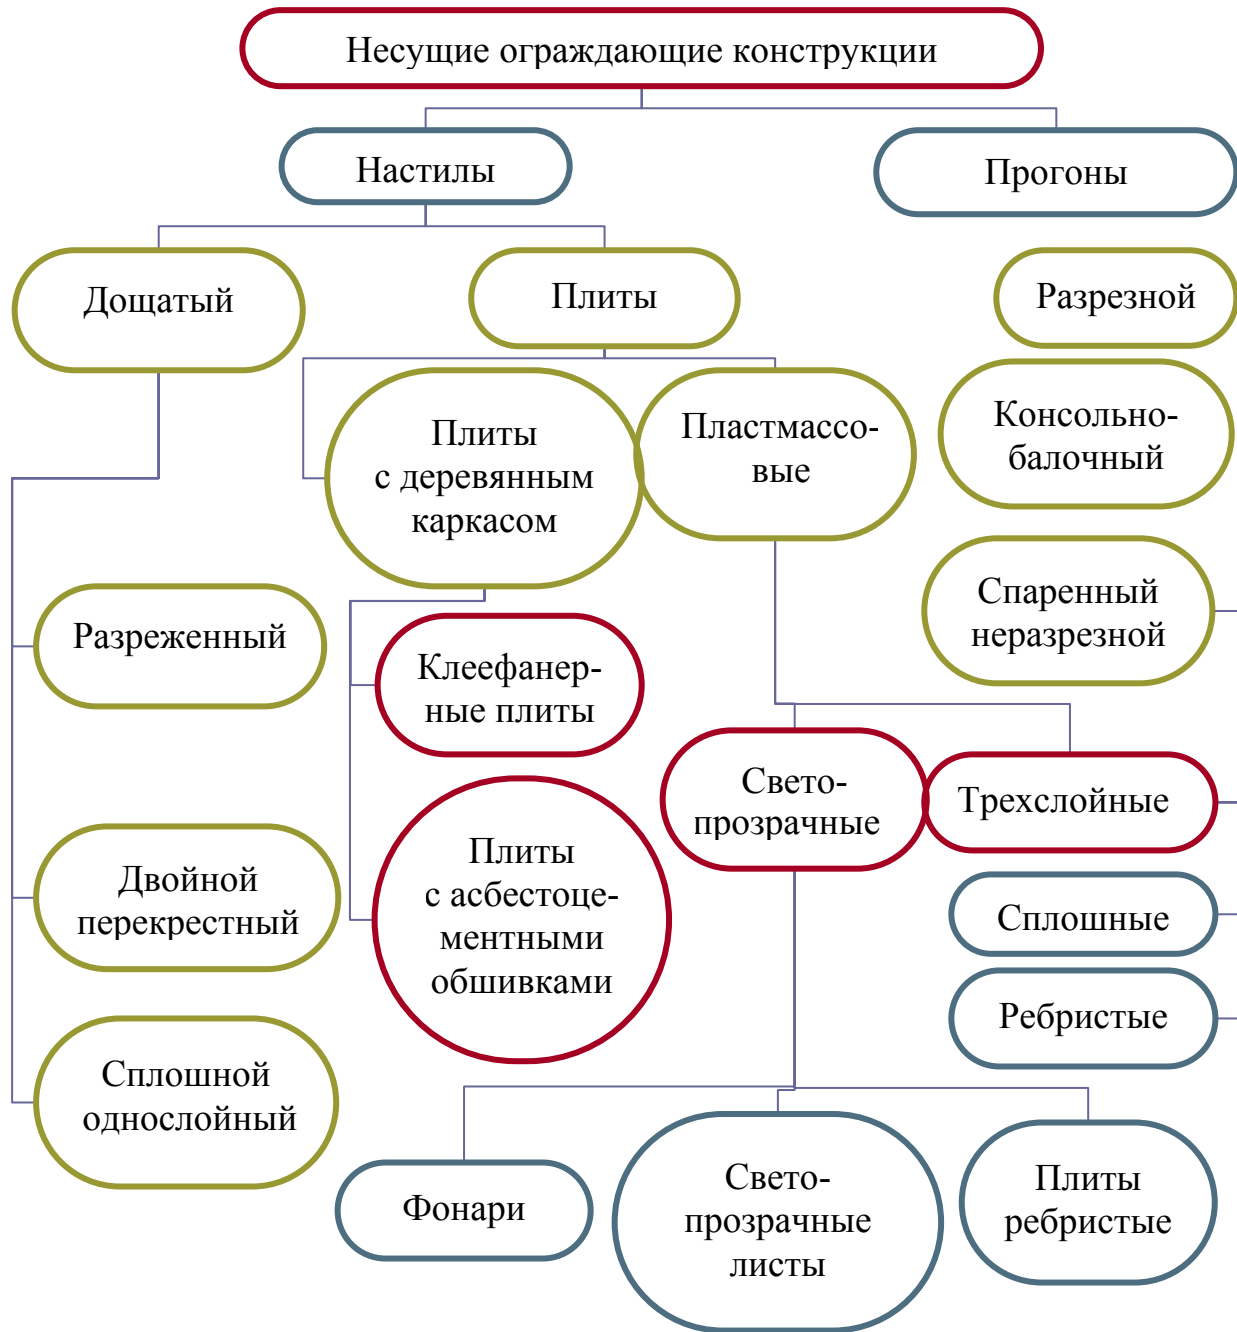 Несущие ограждающие конструкции
Настилы
Прогоны
Дощатый
Плиты
Разрезной
Плиты
с деревянным
каркасом
Пластмассо-
вые
Консольно-
балочный
Спаренный
неразрезной
Разреженный
Клеефанер-
ные плиты
Свето-
прозрачные
Трехслойные
Двойной
перекрестный
Плиты
с асбестоце-
ментными
обшивками
Сплошные
Ребристые
Сплошной
однослойный
Фонари
Свето-
прозрачные
листы
Плиты
ребристые